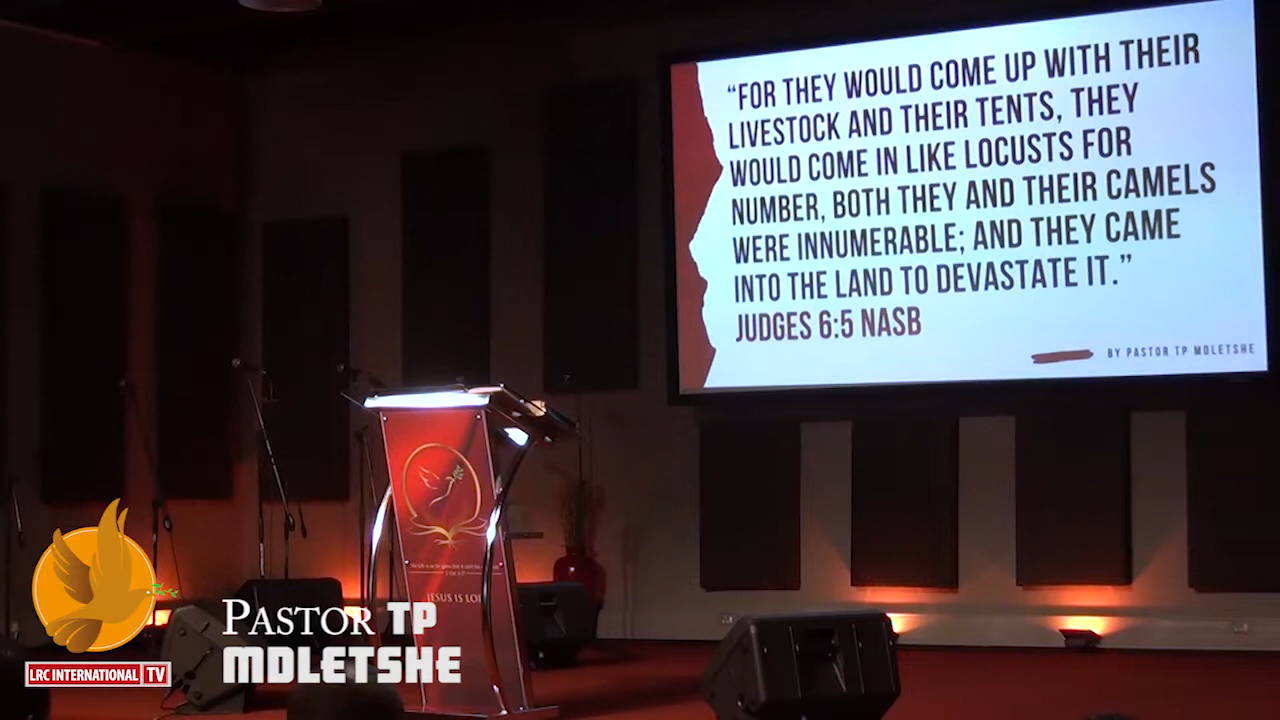 “FOR THEY WOULD COME UP WITH THEIR
LIVESTOCK AND THEIR TENTS, THEY
WOULD COME IN LIKE LOCUSTS FOR
NUMBER, BOTH THEY AND THEIR CAMELS
WERE INNUMERABLE; AND THEY CAME
INTO THE LAND TO DEVASTATE IT.”
JUDGES 6:5 NASB
BY PASTOR TP MDLETSHE
JESUS IS LO
PASTOR TP
MDLETSHE
LRC INTERNATIONAL TV